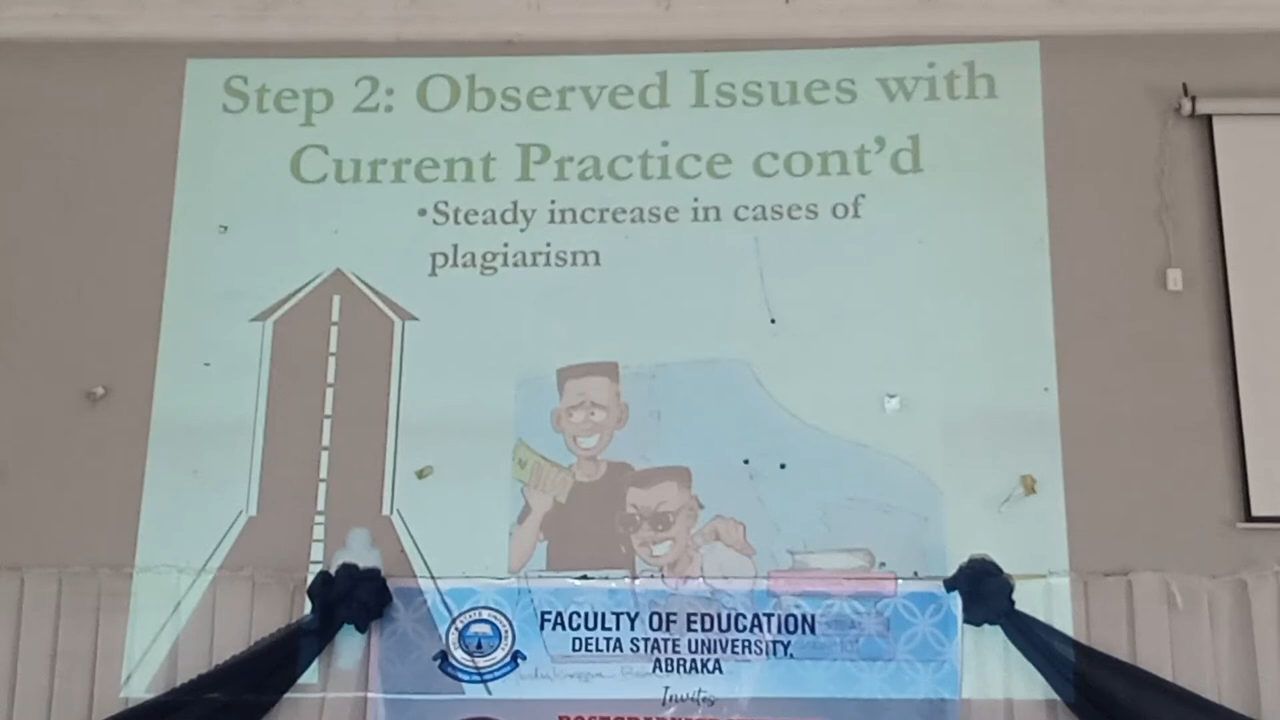 Step 2: Observed Issues with
Current Practice cont'd
•Steady increase in cases of
plagiarism
FACULTY OF EDUCATION
DELTA STATE UNIVERSITY,
ABRAKA
Invites